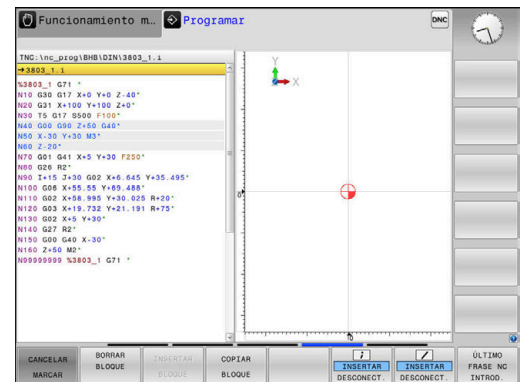 Funcionamiento m…
Programar
DNC
TNC:\nc_prog\BHB\DIN\3803_1.i
→3803_1.i
%3803_1 G71 *
N10 G30 G17 X+0 Y+0 Z-40*
N20 G31 X+100 Y+100 Z+0*
N30 T5 G17 S500 F100*
N40 G00 G90 Z+50 G40*
N50 X-30 Y+30 M3*
N60 Z-20*
N70 G01 G41 X+5 Y+30 F250*
N80 G26 R2*
N90 I+15 J+30 G02 X+6.645 Y+35.495*
N100 G06 X+55.55 Y+69.488*
N110 G02 X+58.995 Y+30.025 R+20*
N120 G03 X+19.732 Y+21.191 R+75*
N130 G02 X+5 Y+30*
N140 G27 R2*
N150 G00 G40 X-30*
N160 Z+50 M2*
N99999999 %3803_1 G71 *
Y
X
0
0
CANCELAR
MARCAR
BORRAR
BLOQUE
INSERTAR
BLOQUE
COPIAR
BLOQUE
INSERTAR
DESCONECT.
INSERTAR
DESCONECT.
ÚLTIMO
FRASE NC
INTROD.